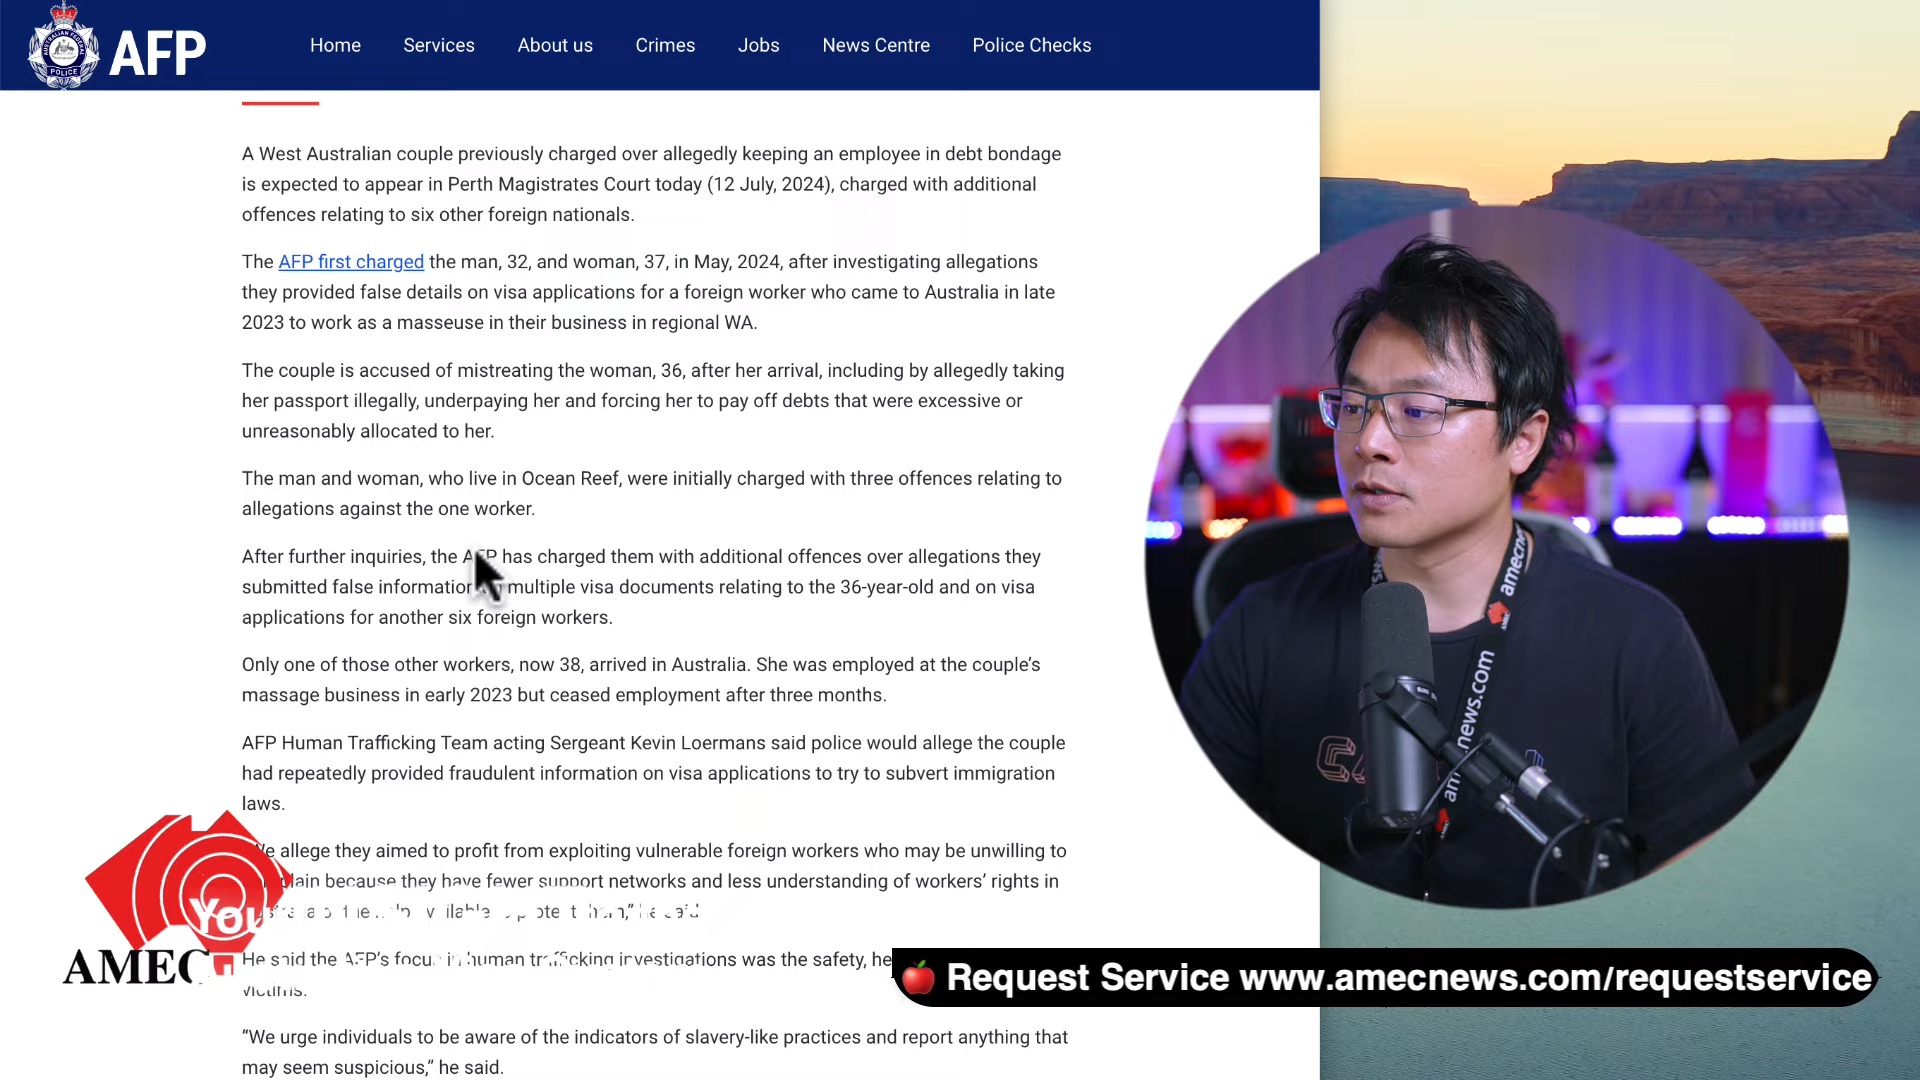 AFP
AUSTRALIAN FEDERAL
POLICE
Home Services About us Crimes Jobs News Centre Police Checks
A West Australian couple previously charged over allegedly keeping an employee in debt bondage
is expected to appear in Perth Magistrates Court today (12 July, 2024), charged with additional
offences relating to six other foreign nationals.
The AFP first charged the man, 32, and woman, 37, in May, 2024, after investigating allegations
they provided false details on visa applications for a foreign worker who came to Australia in late
2023 to work as a masseuse in their business in regional WA.
The couple is accused of mistreating the woman, 36, after her arrival, including by allegedly taking
her passport illegally, underpaying her and forcing her to pay off debts that were excessive or
unreasonably allocated to her.
The man and woman, who live in Ocean Reef, were initially charged with three offences relating to
allegations against the one worker.
After further inquiries, the AFP has charged them with additional offences over allegations they
submitted false information multiple visa documents relating to the 36-year-old and on visa
applications for another six foreign workers.
Only one of those other workers, now 38, arrived in Australia. She was employed at the couple's
massage business in early 2023 but ceased employment after three months.
AFP Human Trafficking Team acting Sergeant Kevin Loermans said police would allege the couple
had repeatedly provided fraudulent information on visa applications to try to subvert immigration
laws.
allege they aimed to profit from exploiting vulnerable foreign workers who may be unwilling to
because they have fewer support networks and less understanding of workers' rights in
he said
He said the AFP's focus in human trafficking investigations was the safety,
victims.
"We urge individuals to be aware of the indicators of slavery-like practices and report anything that
may seem suspicious," he said.
AMEC
You
Request Service www.amecnews.com/requestservice
amecnews
AMEC
news.com